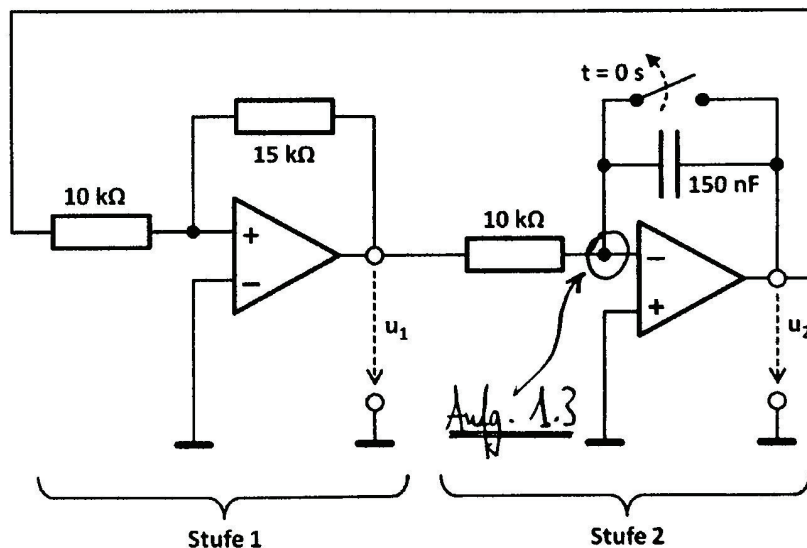 t = 0 s
15 kΩ
150 nF
10 kΩ
10 kΩ
+
−
−
+
u₁
u₂
Aufg. 1.3
Stufe 1
Stufe 2